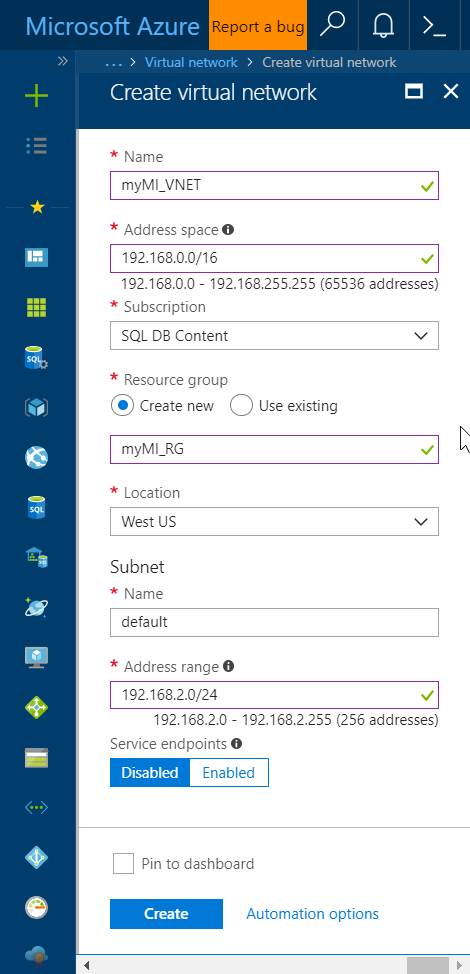 Microsoft Azure
Report a bug
... > Virtual network > Create virtual network
Create virtual network
* Name
myMI_VNET
* Address space
192.168.0.0/16
192.168.0.0 - 192.168.255.255 (65536 addresses)
* Subscription
SQL DB Content
* Resource group
Create new Use existing
myMI_RG
* Location
West US
Subnet
* Name
default
* Address range
192.168.2.0/24
192.168.2.0 - 192.168.2.255 (256 addresses)
Service endpoints
Disabled Enabled
Pin to dashboard
Create Automation options
SQL
SQL